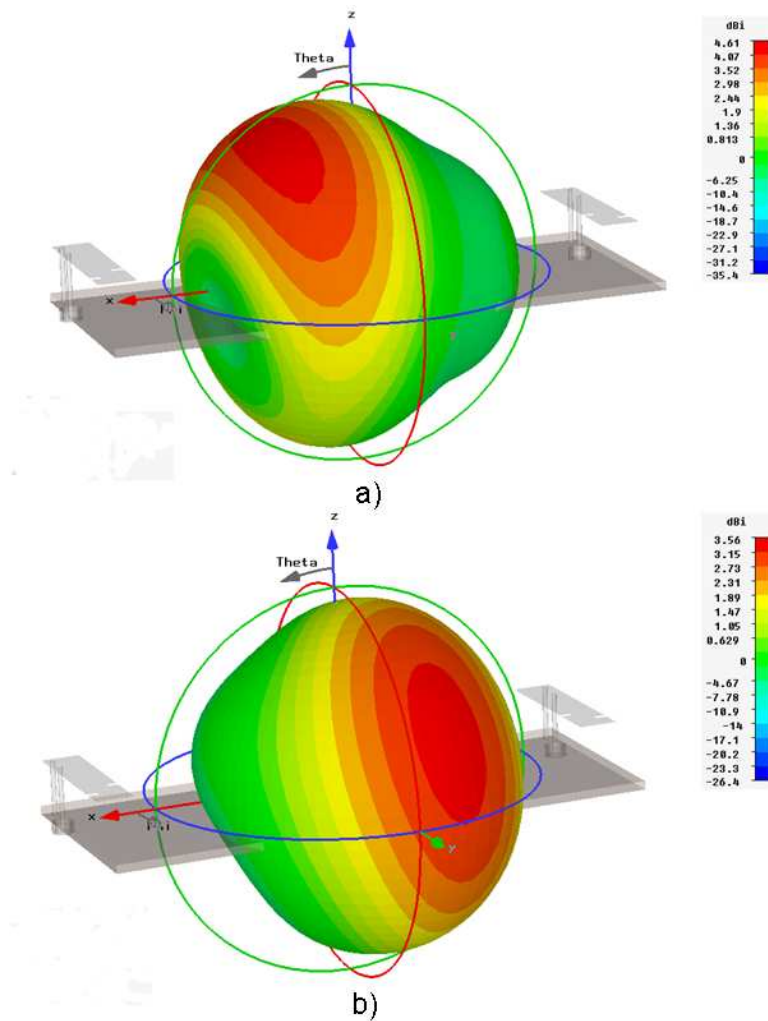 z
dBi
Theta
4.61
4.07
3.52
2.98
2.44
1.9
1.36
0.813
0
-6.25
-10.4
-14.6
-18.7
-22.9
-27.1
-31.2
-35.4
x
y
a)
z
dBi
Theta
3.56
3.15
2.73
2.31
1.89
1.47
1.05
0.629
0
-4.67
-7.78
-10.9
-14
-17.1
-20.2
-23.3
-26.4
x
y
b)